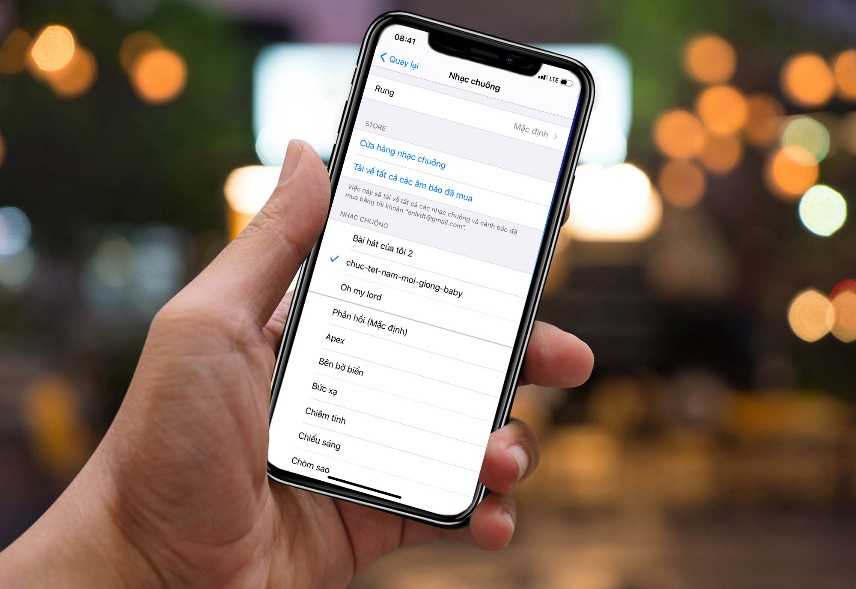 08:41
LTE
Quay lại
Nhạc chuông
Rung
Mặc định
STORE
Cửa hàng nhạc chuông
Tải về tất cả các âm báo đã mua
Việc này sẽ tải về tất cả các nhạc chuông và cảnh báo đã
mua bằng tài khoản "anlndt@gmail.com".
NHẠC CHUÔNG
Bài hát của tôi 2
chuc-tet-nam-moi-giong-baby
Oh my lord
Phản hồi (Mặc định)
Apex
Bên bờ biển
Bức xạ
Chiêm tinh
Chiếu sáng
Chòm sao